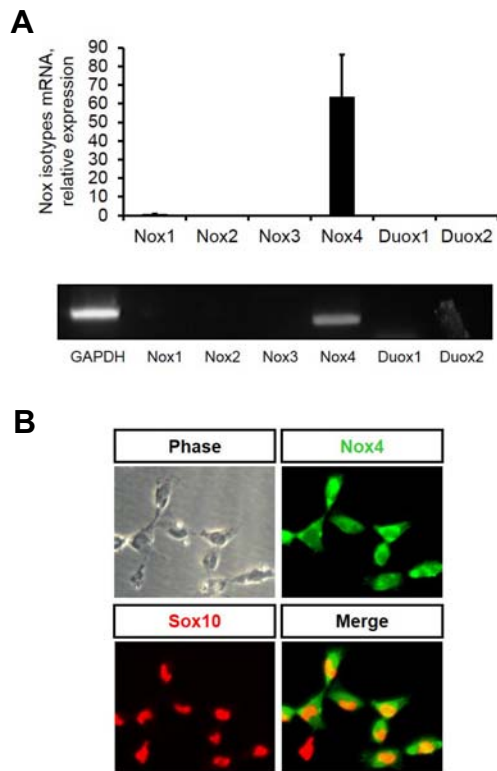 A
Nox isotypes mRNA,
relative expression
90
80
70
60
50
40
30
20
10
0
Nox1 Nox2 Nox3 Nox4 Duox1 Duox2
GAPDH Nox1 Nox2 Nox3 Nox4 Duox1 Duox2
B
Phase Nox4
Sox10 Merge